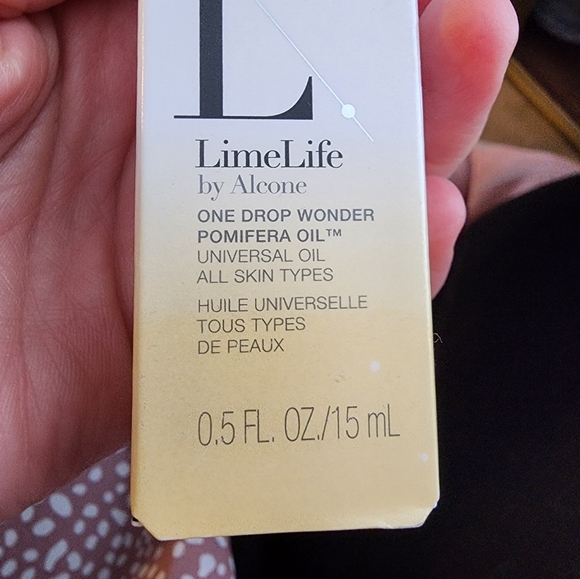 L
LimeLife
by Alcone
ONE DROP WONDER
POMIFERA OIL™
UNIVERSAL OIL
ALL SKIN TYPES
HUILE UNIVERSELLE
TOUS TYPES
DE PEAUX
0.5 FL. OZ./15 mL